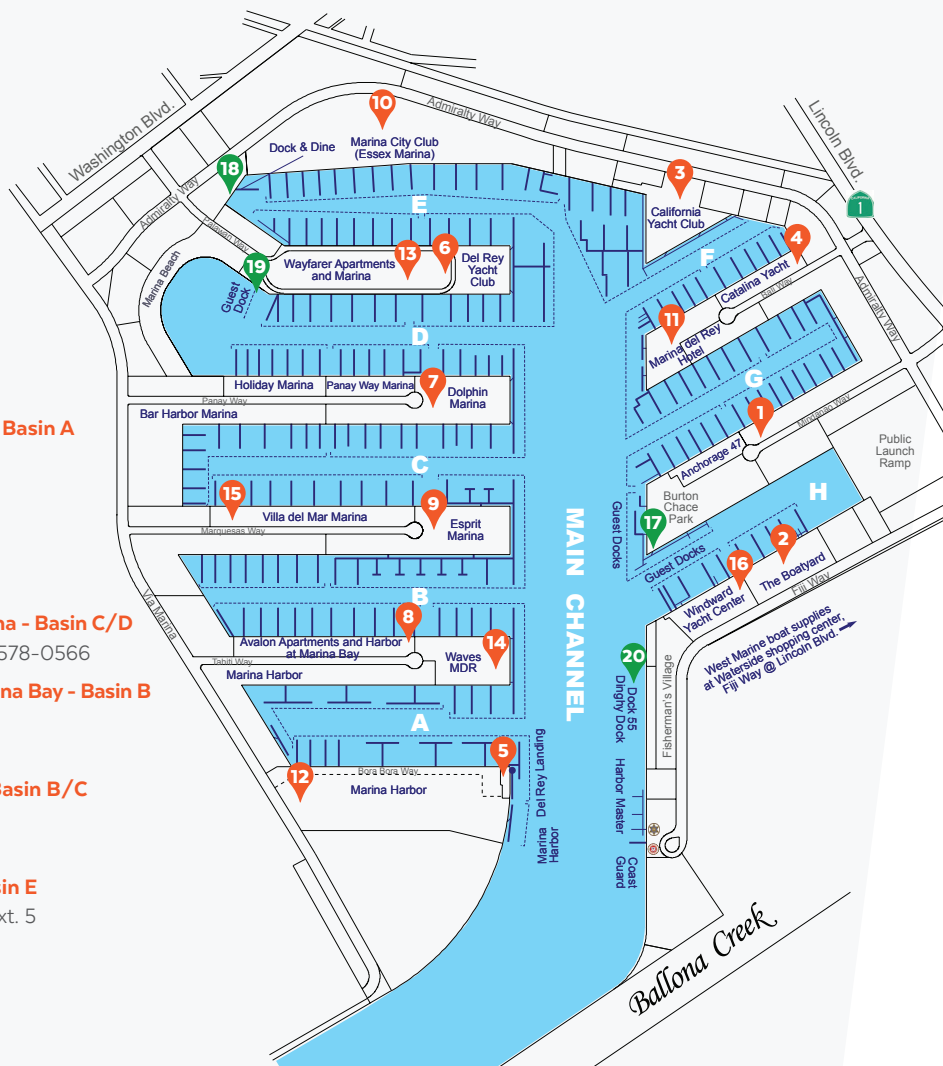 Washington Blvd.
Admiralty Way
Lincoln Blvd.
1
10
Marina City Club
(Essex Marina)
Dock & Dine
18
3
California
Yacht Club
Admiralty Way
Palawan Way
E
4
F
Catalina Yacht
Bali Way
Admiralty Way
19
Guest
Dock
Marina Beach
Wayfarer Apartments
and Marina
13
6
Del Rey
Yacht
Club
11
Marina del Rey
Hotel
D
G
Holiday Marina
Panay Way Marina
7
Dolphin
Marina
Panay Way
Bar Harbor Marina
1
Mindanao Way
Anchorage 47
Basin A
Public
Launch
Ramp
C
H
15
Villa del Mar Marina
9
Esprit
Marina
Marquesas Way
Burton
Chace
Park
17
Guest Docks
Guest Docks
2
16
The Boatyard
Windward
Yacht Center
Fiji Way
MAIN CHANNEL
B
Via Marina
8
Avalon Apartments and Harbor
at Marina Bay
14
Waves
MDR
Tahiti Way
Marina Harbor
na - Basin C/D
578-0566
na Bay - Basin B
West Marine boat supplies
at Waterside shopping center,
Fiji Way @ Lincoln Blvd.
20
Dock 55
Dinghy Dock
Fisherman's Village
A
5
12
Bora Bora Way
Marina Harbor
Del Rey Landing
Marina
Harbor
Harbor Master
Coast
Guard
Basin B/C
sin E
xt. 5
Ballona Creek